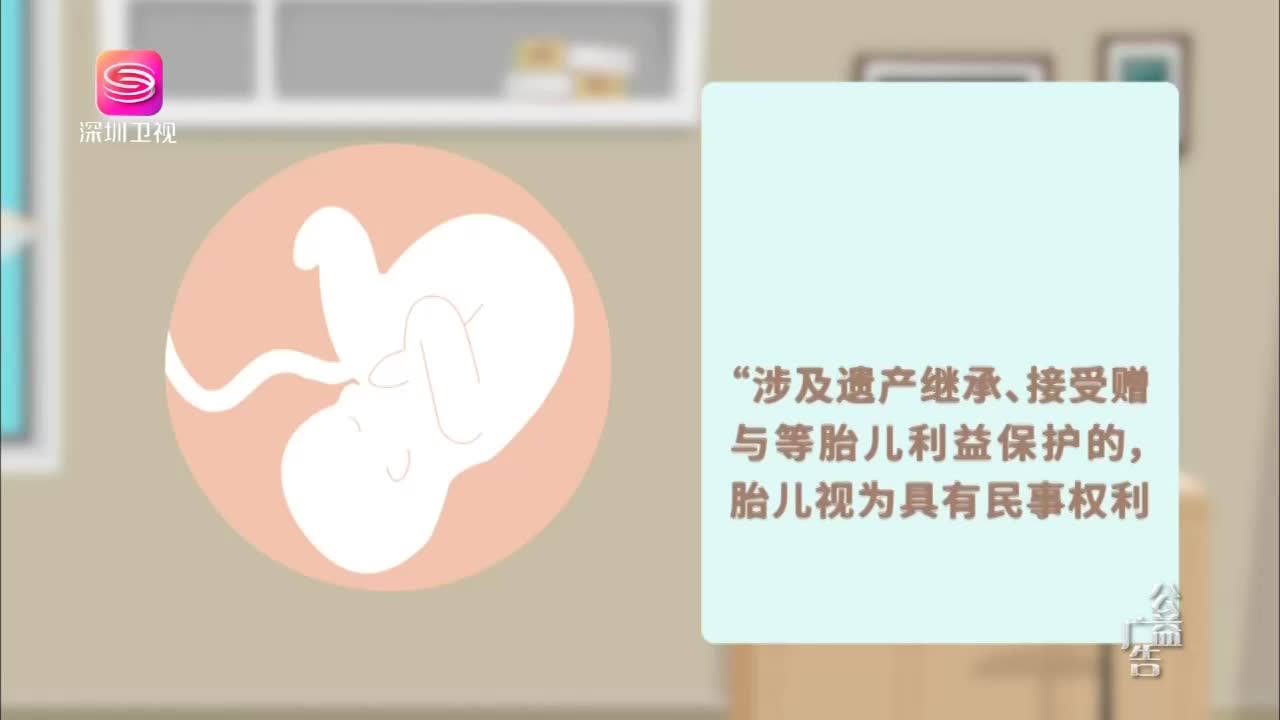 深圳卫视
“涉及遗产继承、接受赠
与等胎儿利益保护的，
胎儿视为具有民事权利
公益
广告